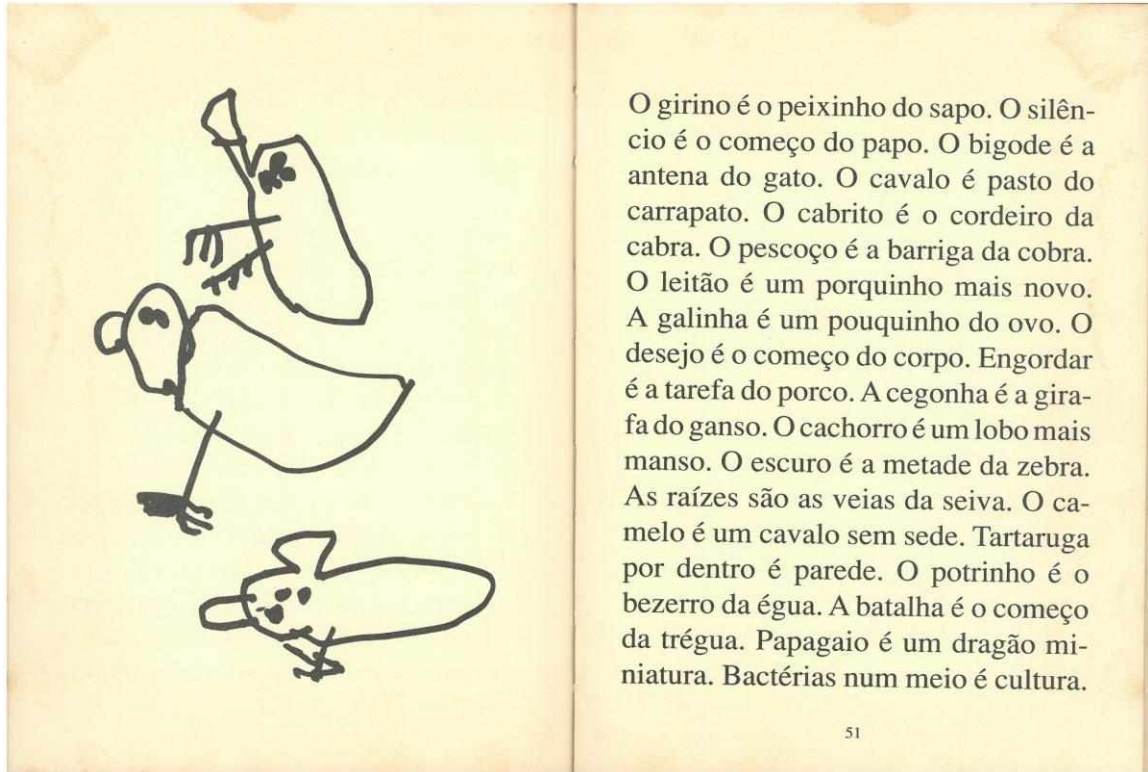 O girino é o peixinho do sapo. O silên-
cio é o começo do papo. O bigode é a
antena do gato. O cavalo é pasto do
carrapato. O cabrito é o cordeiro da
cabra. O pescoço é a barriga da cobra.
O leitão é um porquinho mais novo.
A galinha é um pouquinho do ovo. O
desejo é o começo do corpo. Engordar
é a tarefa do porco. A cegonha é a gira-
fa do ganso. O cachorro é um lobo mais
manso. O escuro é a metade da zebra.
As raízes são as veias da seiva. O ca-
melo é um cavalo sem sede. Tartaruga
por dentro é parede. O potrinho é o
bezerro da égua. A batalha é o começo
da trégua. Papagaio é um dragão mi-
niatura. Bactérias num meio é cultura.
51